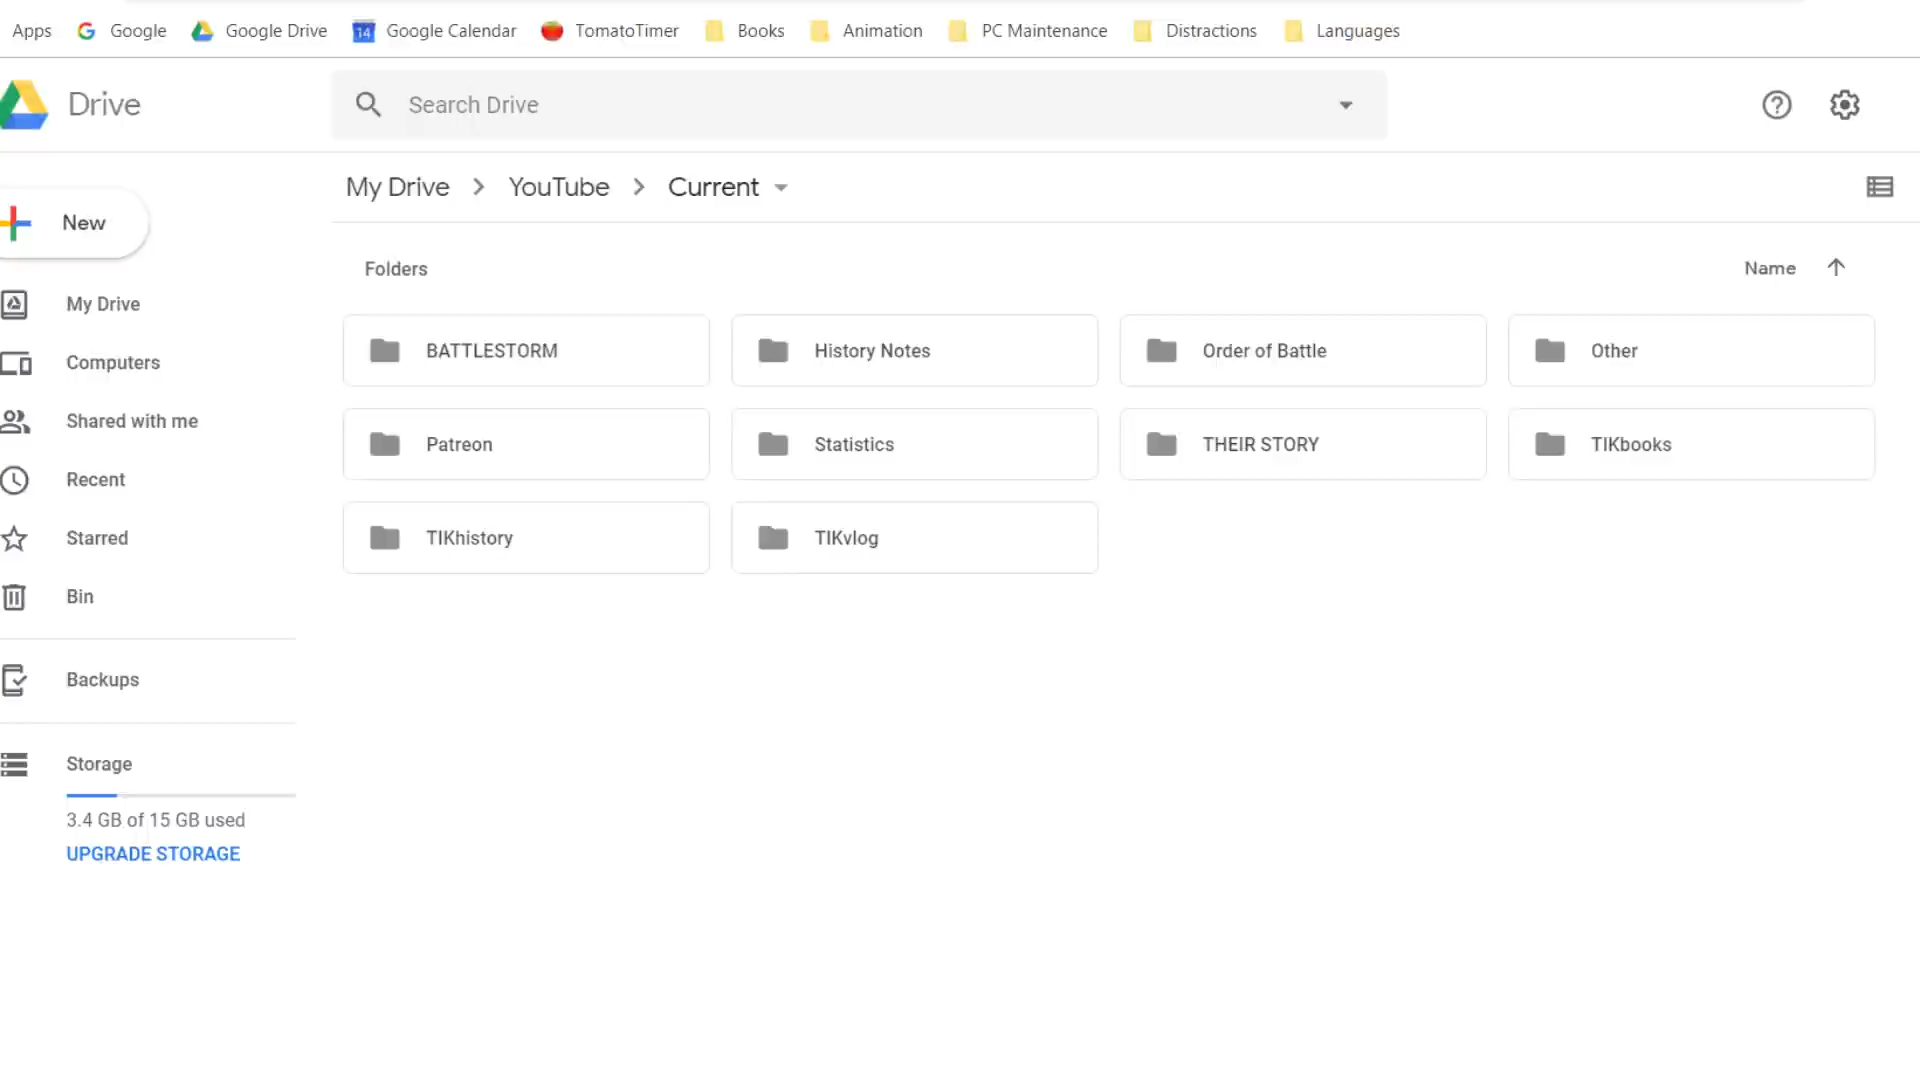 Apps Google Google Drive 14 Google Calendar TomatoTimer Books Animation PC Maintenance Distractions Languages
Drive Search Drive
My Drive YouTube Current
New
Folders Name
My Drive
Computers
Shared with me
Recent
Starred
Bin
Backups
Storage
3.4 GB of 15 GB used
UPGRADE STORAGE
BATTLESTORM History Notes Order of Battle Other
Patreon Statistics THEIR STORY TIKbooks
TIKhistory TIKvlog